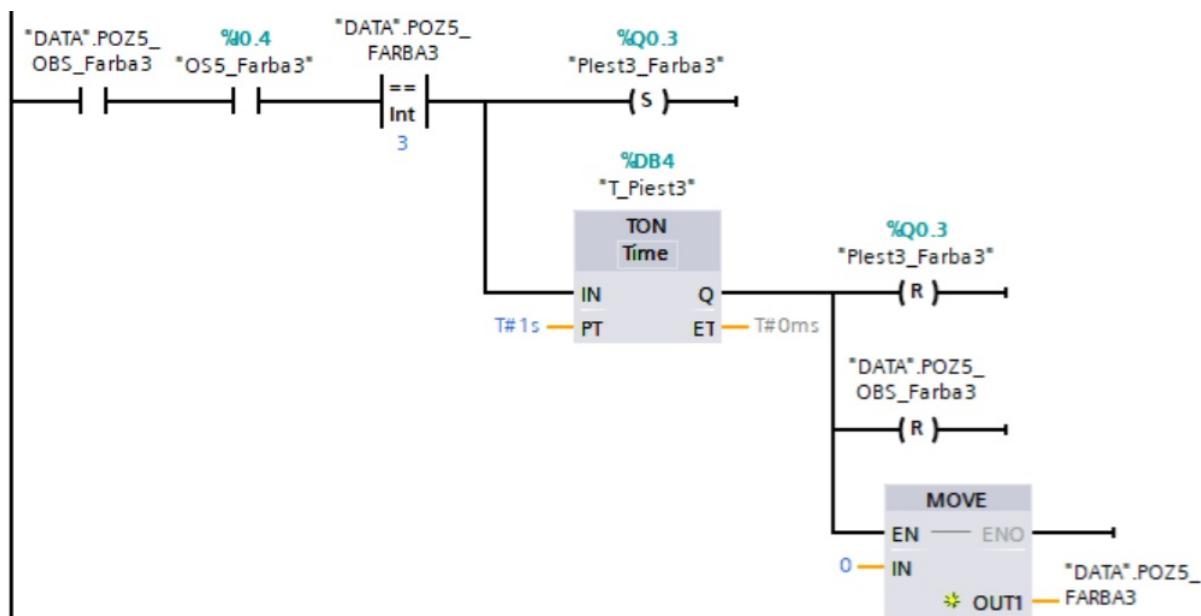 "DATA".POZ5_
OBS_Farba3
%I0.4
"OS5_Farba3"
"DATA".POZ5_
FARBA3
==
Int
3
%Q0.3
"PIest3_Farba3"
S
%DB4
"T_Piest3"
TON
Time
IN
Q
T#1s
PT
ET
T#0ms
%Q0.3
"PIest3_Farba3"
R
"DATA".POZ5_
OBS_Farba3
R
MOVE
EN
ENO
0
IN
OUT1
"DATA".POZ5_
FARBA3